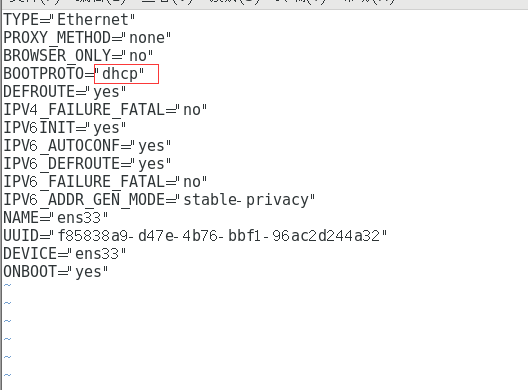 TYPE="Ethernet"
PROXY_METHOD="none"
BROWSER_ONLY="no"
BOOTPROTO="dhcp"
DEFROUTE="yes"
IPV4_FAILURE_FATAL="no"
IPV6INIT="yes"
IPV6_AUTOCONF="yes"
IPV6_DEFROUTE="yes"
IPV6_FAILURE_FATAL="no"
IPV6_ADDR_GEN_MODE="stable-privacy"
NAME="ens33"
UUID="f85838a9-d47e-4b76-bbf1-96ac2d244a32"
DEVICE="ens33"
ONBOOT="yes"
~
~
~
~
~
~